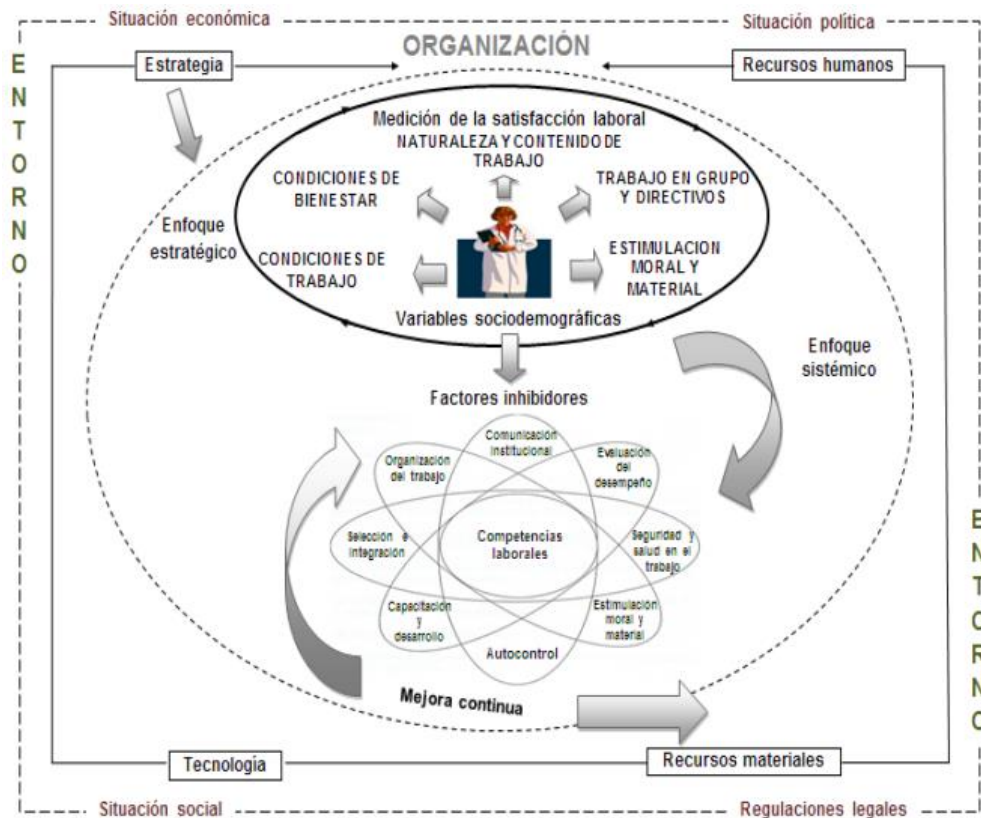 Situación económica
Situación política
ENTORNO
ORGANIZACIÓN
Estrategia
Recursos humanos
Medición de la satisfacción laboral
NATURALEZA Y CONTENIDO DE
TRABAJO
CONDICIONES DE
BIENESTAR
TRABAJO EN GRUPO
Y DIRECTIVOS
Enfoque
estratégico
CONDICIONES DE
TRABAJO
ESTIMULACION
MORAL Y
MATERIAL
Variables sociodemográficas
Enfoque
sistémico
Factores inhibidores
Comunicación
institucional
Organización
del trabajo
Evaluación
del
desempeño
Selección e
integración
Competencias
laborales
Seguridad y
salud en el
trabajo
Capacitación
y
desarrollo
Estimulación
moral y
material
Autocontrol
Mejora continua
ENTORNO
Tecnología
Recursos materiales
Situación social
Regulaciones legales